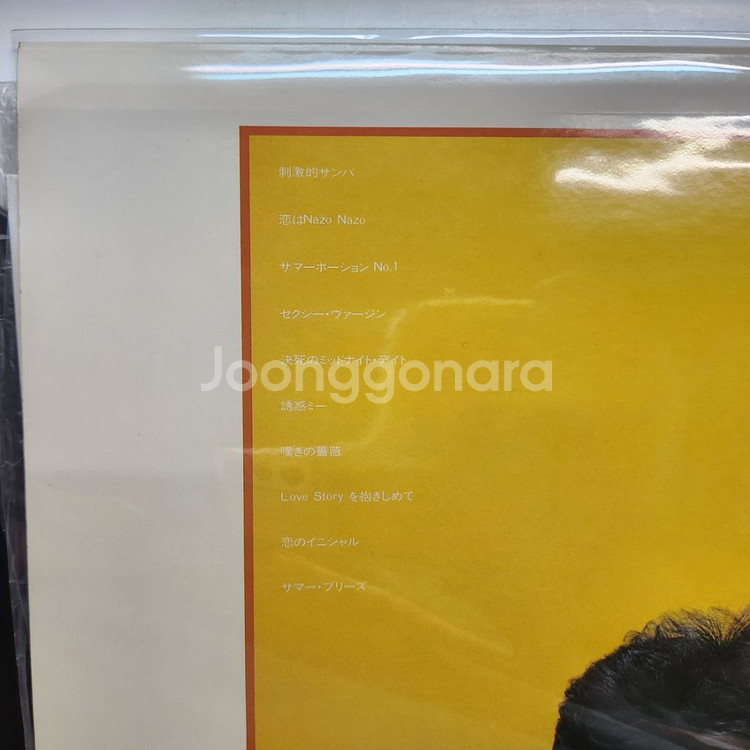 刺激的サンバ
恋はNazo Nazo
サマーポーション No.1
セクシー・ヴァージン
決死のミッドナイト・デイト
Joonggonara
誘惑ミー
嘆きの薔薇
Love Story を抱きしめて
恋のイニシャル
サマー・ブリーズ